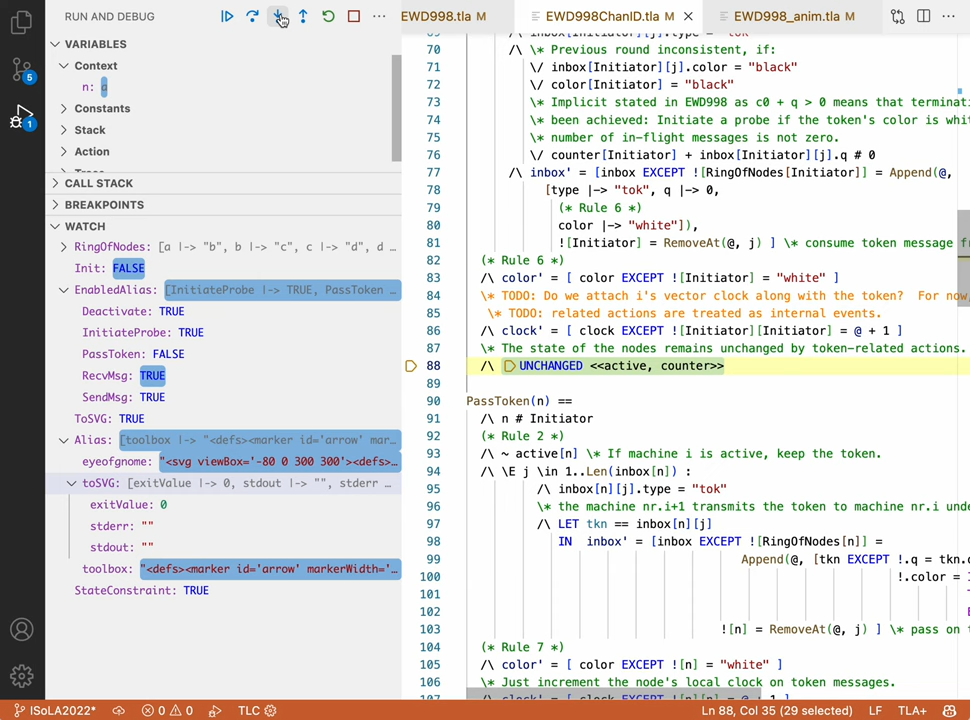 RUN AND DEBUG
EWD998.tla M
EWD998ChanID.tla M
EWD998_anim.tla M
VARIABLES
Context
n: a
Constants
Stack
Action
CALL STACK
BREAKPOINTS
WATCH
RingOfNodes: [a |-> "b", b |-> "c", c |-> "d", d …
Init: FALSE
EnabledAlias: [InitiateProbe |-> TRUE, PassToken …
Deactivate: TRUE
InitiateProbe: TRUE
PassToken: FALSE
RecvMsg: TRUE
SendMsg: TRUE
ToSVG: TRUE
Alias: [toolbox |-> "<defs><marker id='arrow' mar…
eyeofgnome: "<svg viewBox='-80 0 300 300'><defs>…
toSVG: [exitValue |-> 0, stdout |-> "", stderr …
exitValue: 0
stderr: ""
stdout: ""
toolbox: "<defs><marker id='arrow' markerWidth='…
StateConstraint: TRUE
5
1
69 /\ inbox[Initiator][j].type = "tok"
70 /\ \* Previous round inconsistent, if:
71 \/ inbox[Initiator][j].color = "black"
72 \/ color[Initiator] = "black"
73 \* Implicit stated in EWD998 as c0 + q > 0 means that terminati
74 \* been achieved: Initiate a probe if the token's color is whit
75 \* number of in-flight messages is not zero.
76 \/ counter[Initiator] + inbox[Initiator][j].q # 0
77 /\ inbox' = [inbox EXCEPT ![RingOfNodes[Initiator]] = Append(@,
78 [type |-> "tok", q |-> 0,
79 (* Rule 6 *)
80 color |-> "white"]),
81 ![Initiator] = RemoveAt(@, j) ] \* consume token message f
82 (* Rule 6 *)
83 /\ color' = [ color EXCEPT ![Initiator] = "white" ]
84 \* TODO: Do we attach i's vector clock along with the token?  For now,
85 \* TODO: related actions are treated as internal events.
86 /\ clock' = [ clock EXCEPT ![Initiator][Initiator] = @ + 1 ]
87 \* The state of the nodes remains unchanged by token-related actions.
88 /\ UNCHANGED <<active, counter>>
89
90 PassToken(n) ==
91 /\ n # Initiator
92 (* Rule 2 *)
93 /\ ~ active[n] \* If machine i is active, keep the token.
94 /\ \E j \in 1..Len(inbox[n]) :
95 /\ inbox[n][j].type = "tok"
96 \* the machine nr.i+1 transmits the token to machine nr.i unde
97 /\ LET tkn == inbox[n][j]
98 IN inbox' = [inbox EXCEPT ![RingOfNodes[n]] =
99 Append(@, [tkn EXCEPT !.q = tkn.
100 !.color = I
101
102
103 ![n] = RemoveAt(@, j) ] \* pass on t
104 (* Rule 7 *)
105 /\ color' = [ color EXCEPT ![n] = "white" ]
106 \* Just increment the node's local clock on token messages.
107 /\ clock' = [ clock EXCEPT ![n][n] = @ + 1 ]
ISoLA2022*
0
0
TLC
Ln 88, Col 35 (29 selected)
LF
TLA+